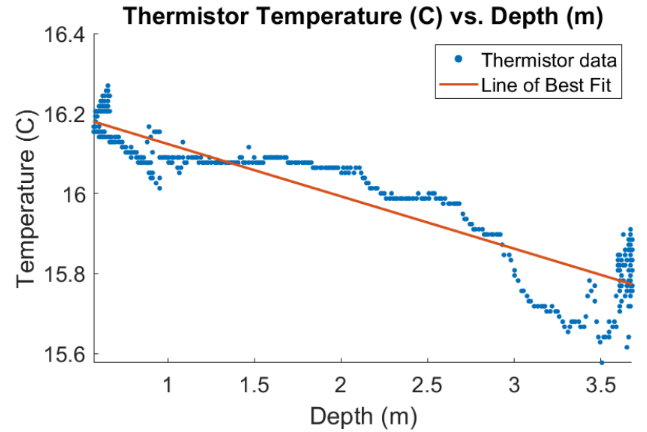 Thermistor Temperature (C) vs. Depth (m)
Thermistor data
Line of Best Fit
16.4
16.2
16
15.8
15.6
Temperature (C)
1
1.5
2
2.5
3
3.5
Depth (m)